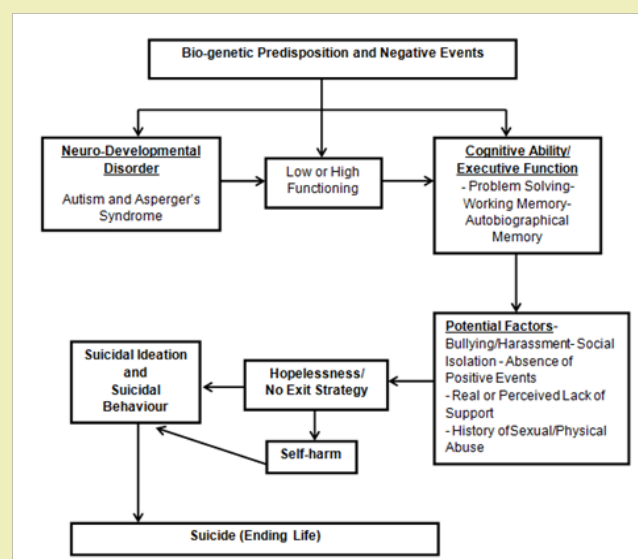 Bio-genetic Predisposition and Negative Events
Neuro-Developmental
Disorder
Autism and Asperger's
Syndrome
Low or High
Functioning
Cognitive Ability/
Executive Function
- Problem Solving-
Working Memory-
Autobiographical
Memory
Potential Factors-
Bullying/Harassment- Social
Isolation - Absence of
Positive Events
- Real or Perceived Lack of
Support
- History of Sexual/Physical
Abuse
Hopelessness/
No Exit Strategy
Self-harm
Suicidal Ideation
and
Suicidal
Behaviour
Suicide (Ending Life)